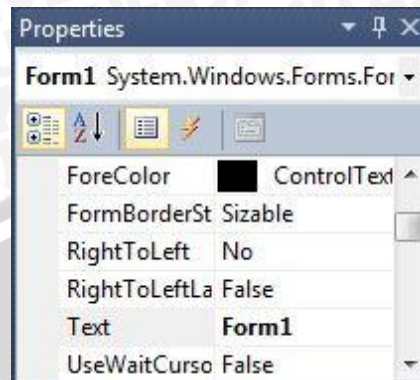 Properties
Form1 System.Windows.Forms.For
ForeColor ControlText
FormBorderSt Sizable
RightToLeft No
RightToLeftLa False
Text Form1
UseWaitCurso False